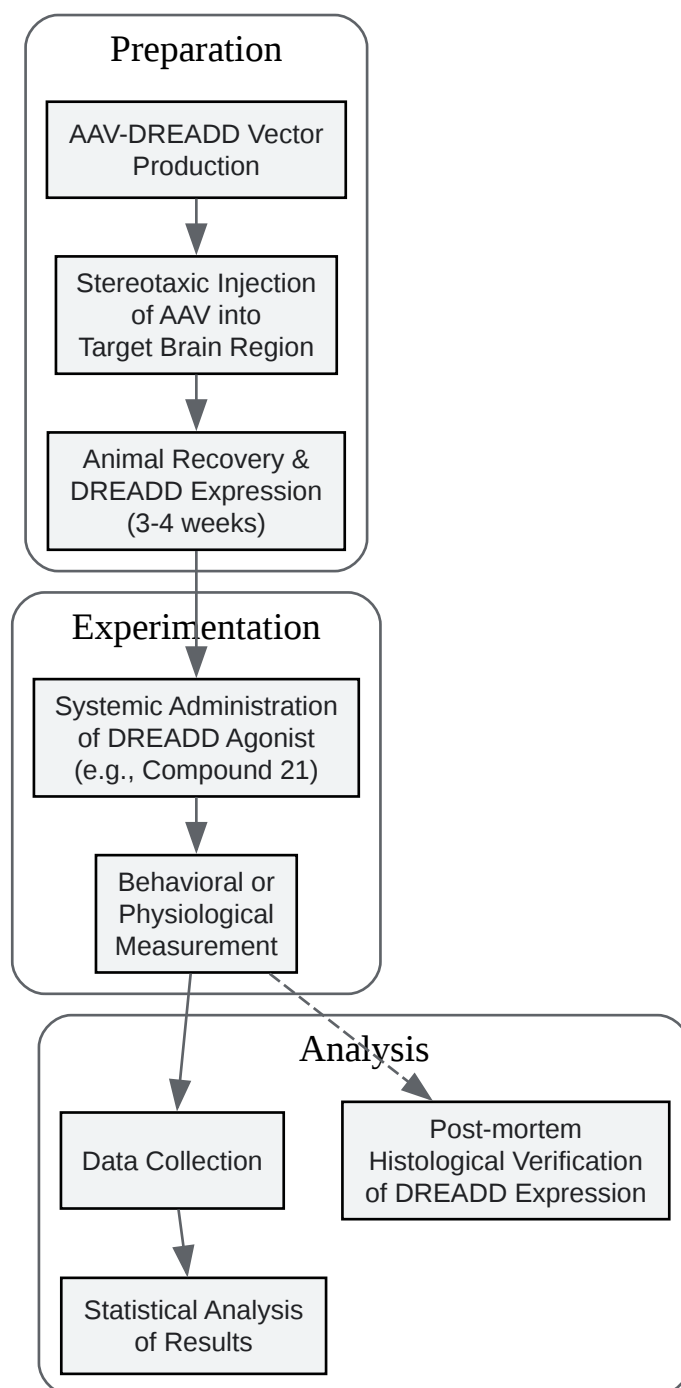 Preparation
AAV-DREADD Vector
Production
Stereotaxic Injection
of AAV into
Target Brain Region
Animal Recovery &
DREADD Expression
(3-4 weeks)
Experimentation
Systemic Administration
of DREADD Agonist
(e.g., Compound 21)
Behavioral or
Physiological
Measurement
Analysis
Data Collection
Post-mortem
Histological Verification
of DREADD Expression
Statistical Analysis
of Results